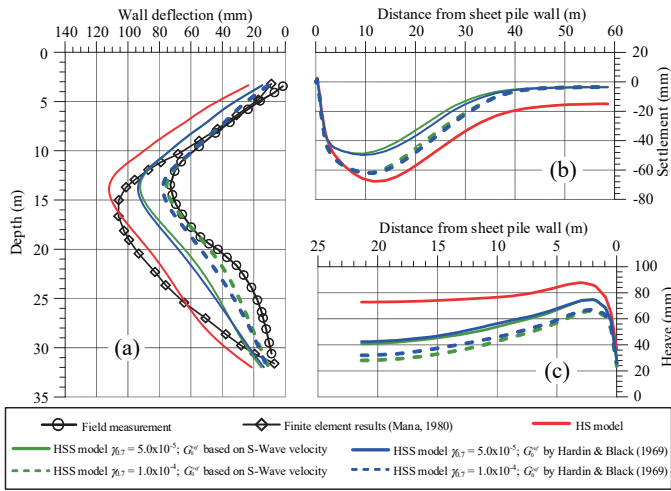 Wall deflection (mm)
140 120 100 80 60 40 20 0
0
5
10
15
20
25
30
35
Depth (m)
(a)
Distance from sheet pile wall (m)
0 10 20 30 40 50 60
20
0
-20
-40
-60
-80
Settlement (mm)
(b)
Distance from sheet pile wall (m)
25 20 15 10 5 0
100
80
60
40
20
0
Heave (mm)
(c)
Field measurement
Finite element results (Mana, 1980)
HS model
HSS model γ0.7 = 5.0x10⁻⁵; G₀ʳᵉᶠ based on S-Wave velocity
HSS model γ0.7 = 5.0x10⁻⁵; G₀ʳᵉᶠ by Hardin & Black (1969)
HSS model γ0.7 = 1.0x10⁻⁴; G₀ʳᵉᶠ based on S-Wave velocity
HSS model γ0.7 = 1.0x10⁻⁴; G₀ʳᵉᶠ by Hardin & Black (1969)